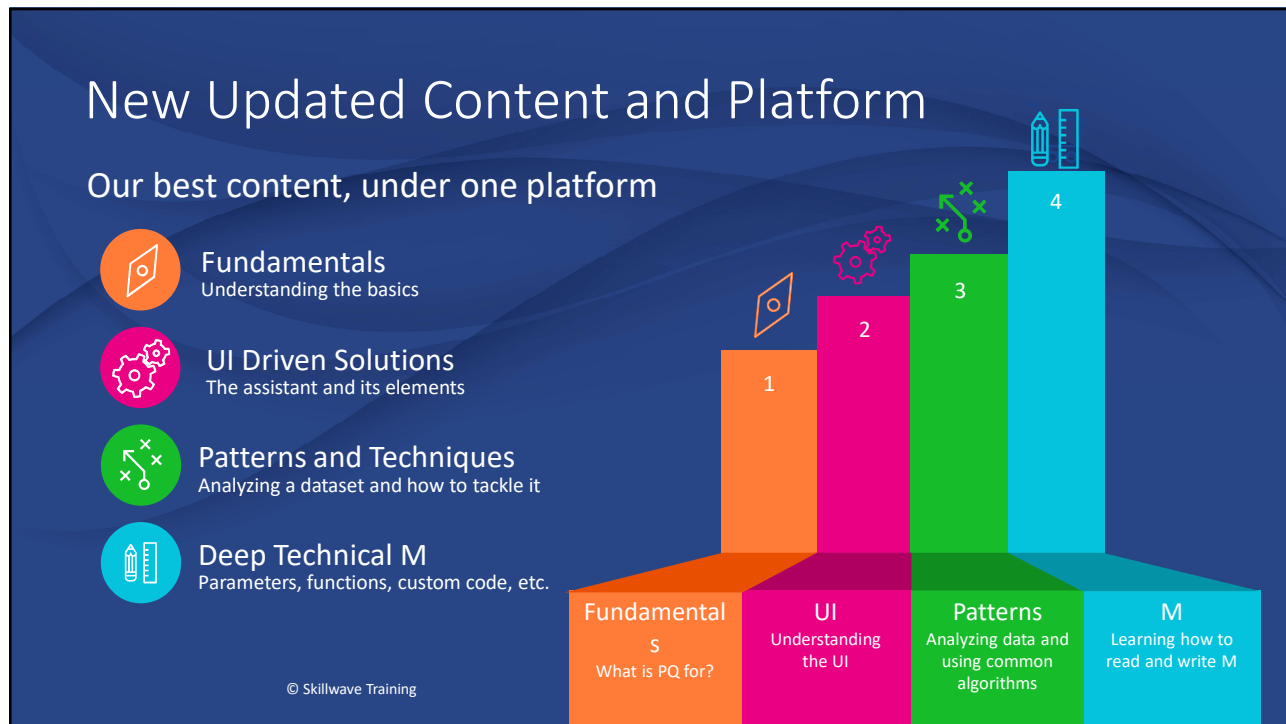 New Updated Content and Platform
Our best content, under one platform
Fundamentals
Understanding the basics
UI Driven Solutions
The assistant and its elements
Patterns and Techniques
Analyzing a dataset and how to tackle it
Deep Technical M
Parameters, functions, custom code, etc.
1
2
3
4
Fundamental
s
What is PQ for?
UI
Understanding
the UI
Patterns
Analyzing data and
using common
algorithms
M
Learning how to
read and write M
© Skillwave Training